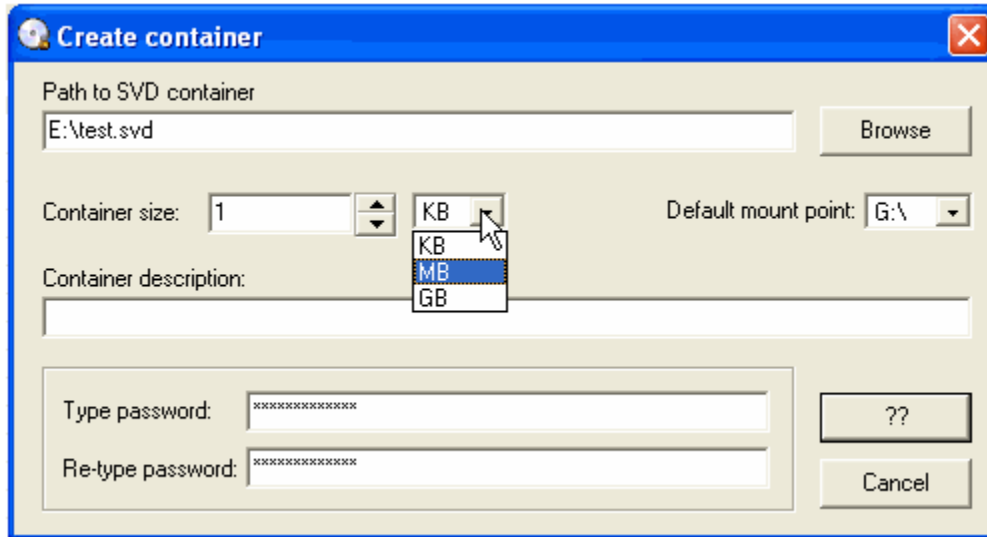 Create container
Path to SVD container
E:\test.svd
Browse
Container size: 1 KB Default mount point: G:\
KB
MB
GB
Container description:
Type password: *************
??
Re-type password: *************
Cancel